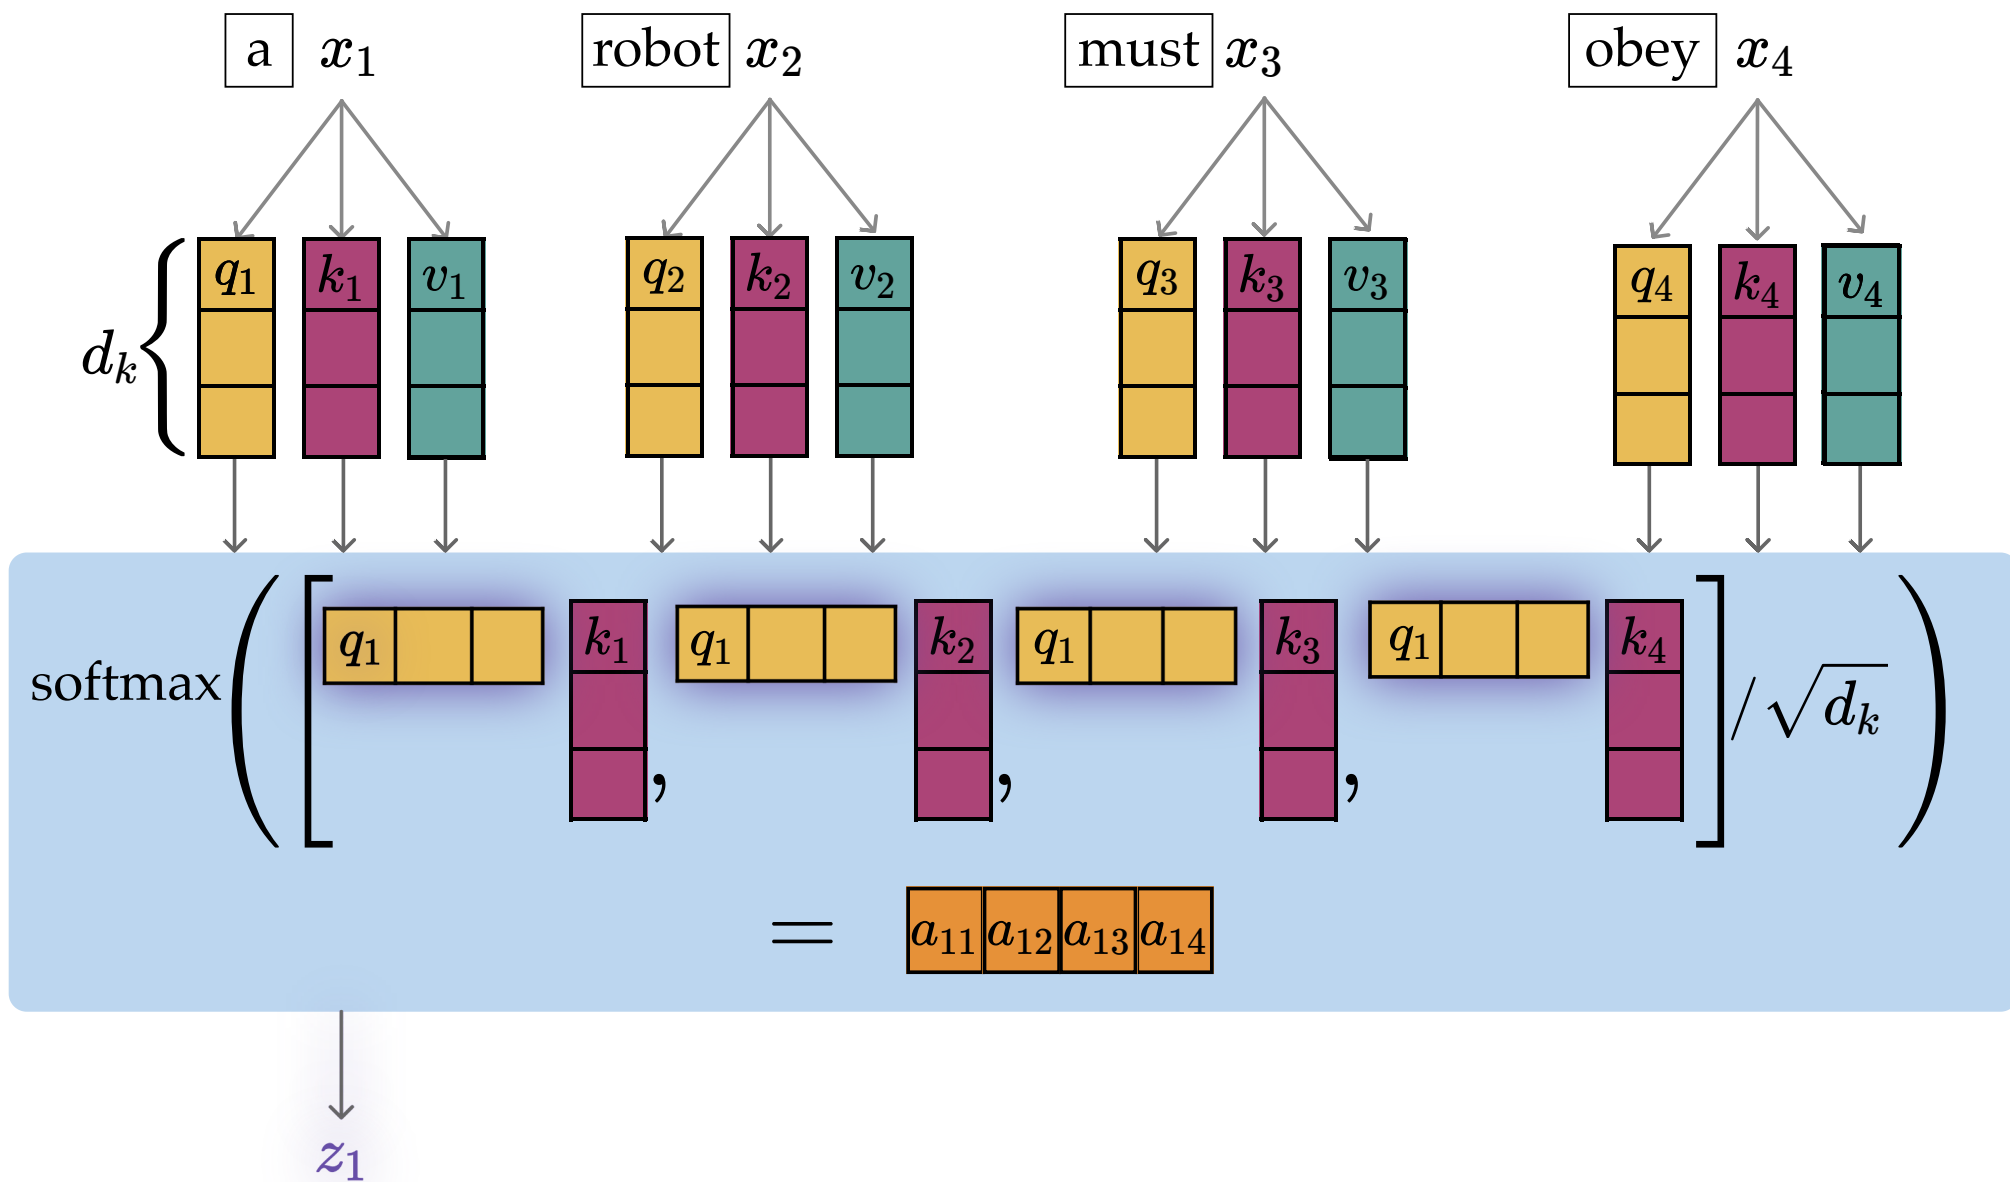 a x₁ robot x₂ must x₃ obey x₄
q₁ k₁ v₁ q₂ k₂ v₂ q₃ k₃ v₃ q₄ k₄ v₄
dₖ
softmax ( [ q₁ k₁ , q₁ k₂ , q₁ k₃ , q₁ k₄ ] / √dₖ )
= a₁₁ a₁₂ a₁₃ a₁₄
z₁